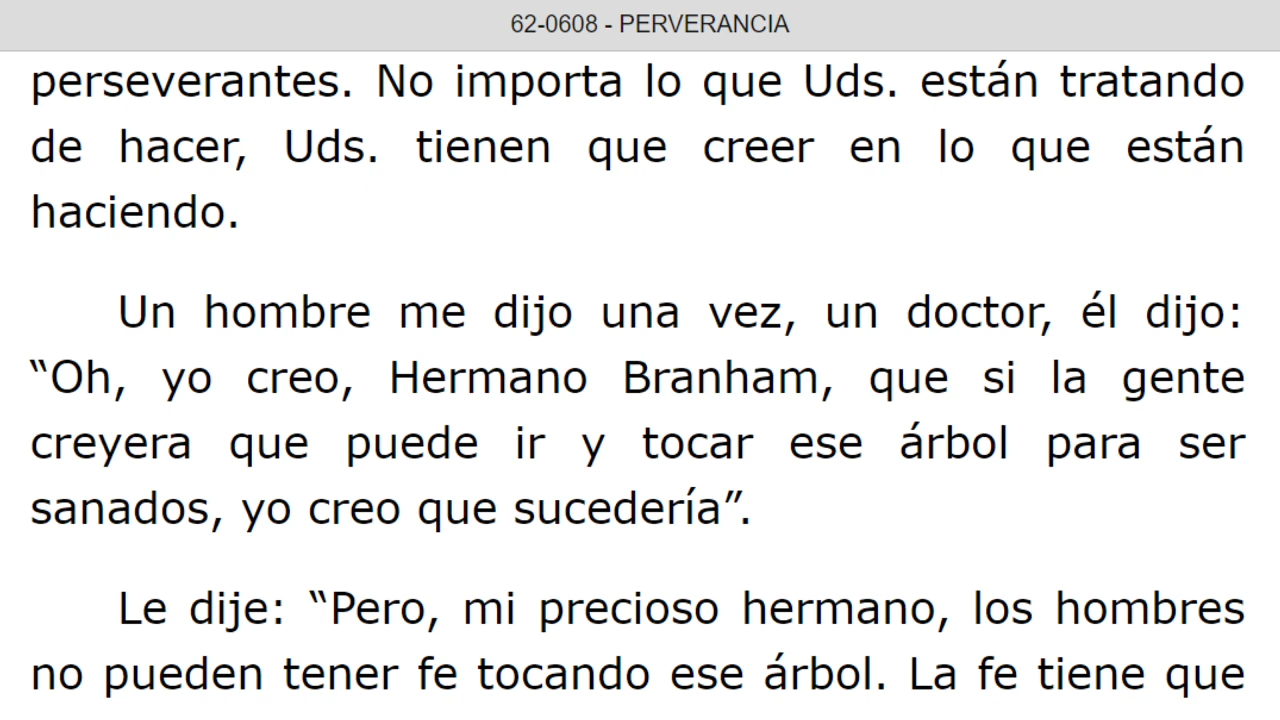 62-0608 - PERVERANCIA
perseverantes. No importa lo que Uds. están tratando
de hacer, Uds. tienen que creer en lo que están
haciendo.
Un hombre me dijo una vez, un doctor, él dijo:
“Oh, yo creo, Hermano Branham, que si la gente
creyera que puede ir y tocar ese árbol para ser
sanados, yo creo que sucedería”.
Le dije: “Pero, mi precioso hermano, los hombres
no pueden tener fe tocando ese árbol. La fe tiene que